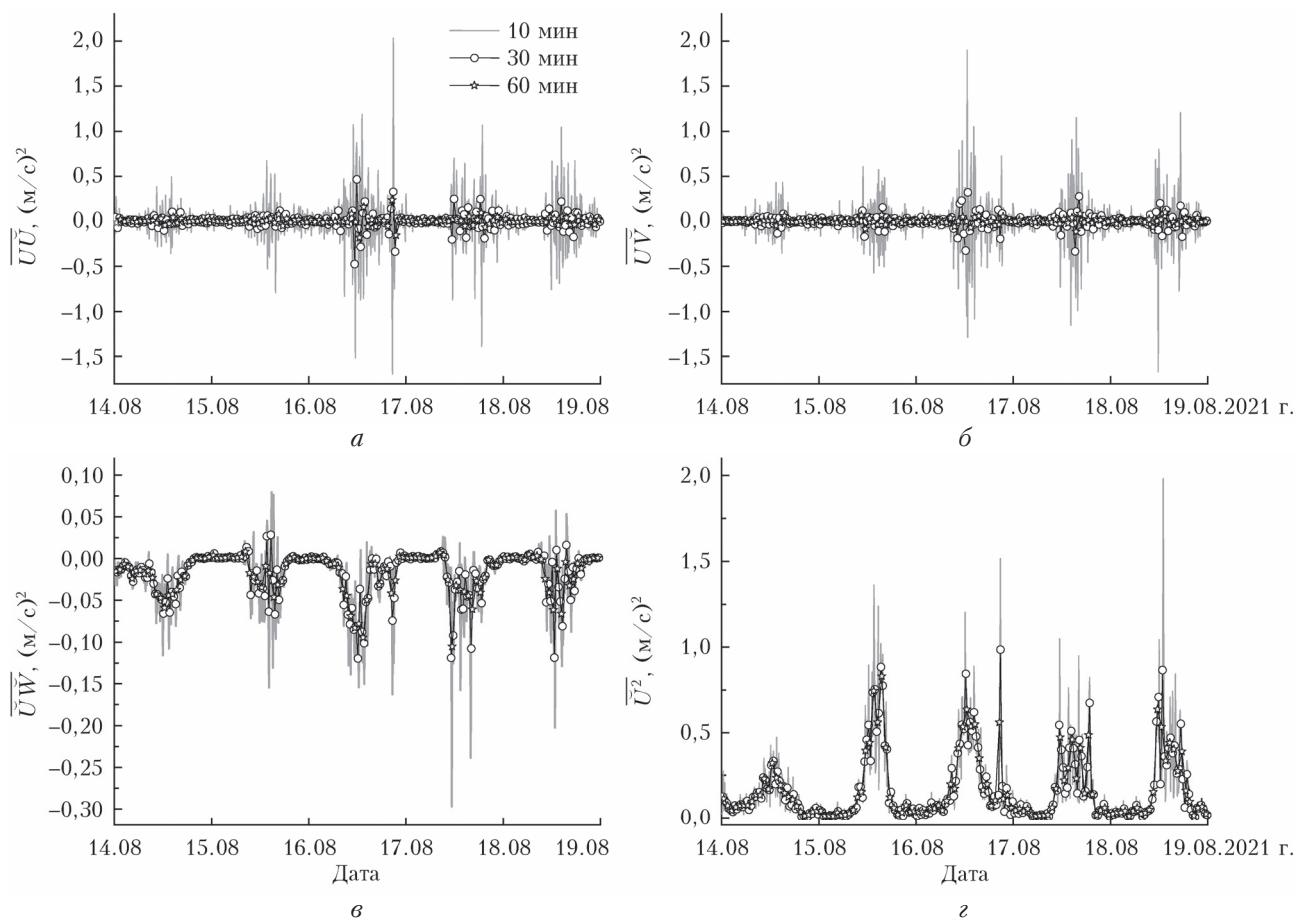 2,0
1,5
1,0
0,5
0,0
–0,5
–1,0
–1,5
U̅Ŭ̅, (м/с)²
10 мин
30 мин
60 мин
14.08 15.08 16.08 17.08 18.08 19.08
а
2,0
1,5
1,0
0,5
0,0
–0,5
–1,0
–1,5
U̅V̆̅, (м/с)²
14.08 15.08 16.08 17.08 18.08 19.08.2021 г.
б
0,10
0,05
0,00
–0,05
–0,10
–0,15
–0,20
–0,25
–0,30
Ŭ̅W̆̅, (м/с)²
14.08 15.08 16.08 17.08 18.08 19.08
Дата
в
2,0
1,5
1,0
0,5
0,0
Ŭ̅², (м/с)²
14.08 15.08 16.08 17.08 18.08 19.08.2021 г.
Дата
г